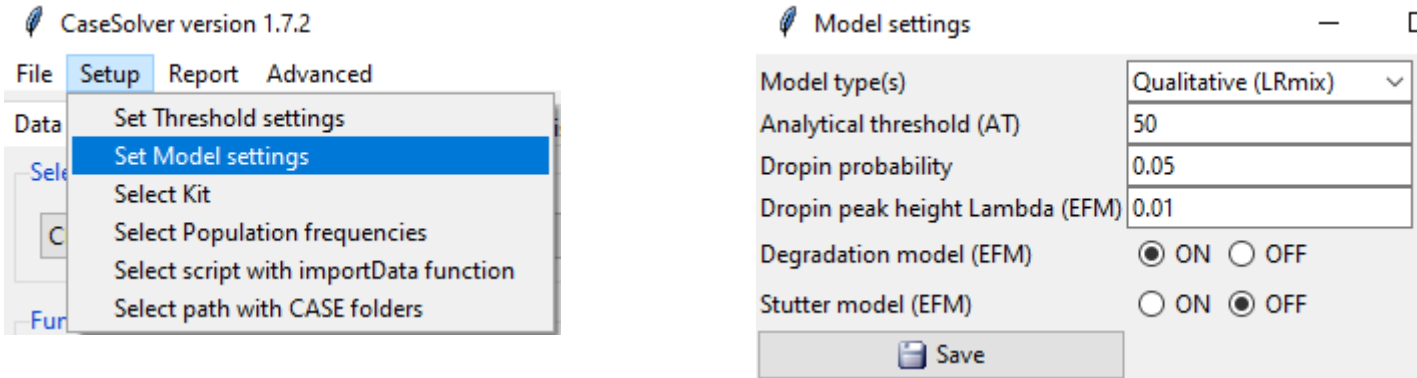 CaseSolver version 1.7.2
File Setup Report Advanced
Data
Set Threshold settings
Set Model settings
Select Kit
Select Population frequencies
Select script with importData function
Select path with CASE folders
Sele
C
Fun
Model settings
Model type(s) Qualitative (LRmix)
Analytical threshold (AT) 50
Dropin probability 0.05
Dropin peak height Lambda (EFM) 0.01
Degradation model (EFM) ON OFF
Stutter model (EFM) ON OFF
Save